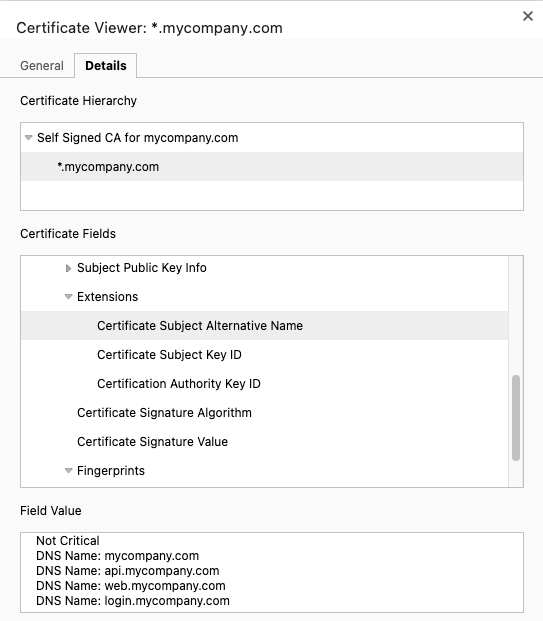 Certificate Viewer: *.mycompany.com
General
Details
Certificate Hierarchy
Self Signed CA for mycompany.com
*.mycompany.com
Certificate Fields
Subject Public Key Info
Extensions
Certificate Subject Alternative Name
Certificate Subject Key ID
Certification Authority Key ID
Certificate Signature Algorithm
Certificate Signature Value
Fingerprints
Field Value
Not Critical
DNS Name: mycompany.com
DNS Name: api.mycompany.com
DNS Name: web.mycompany.com
DNS Name: login.mycompany.com